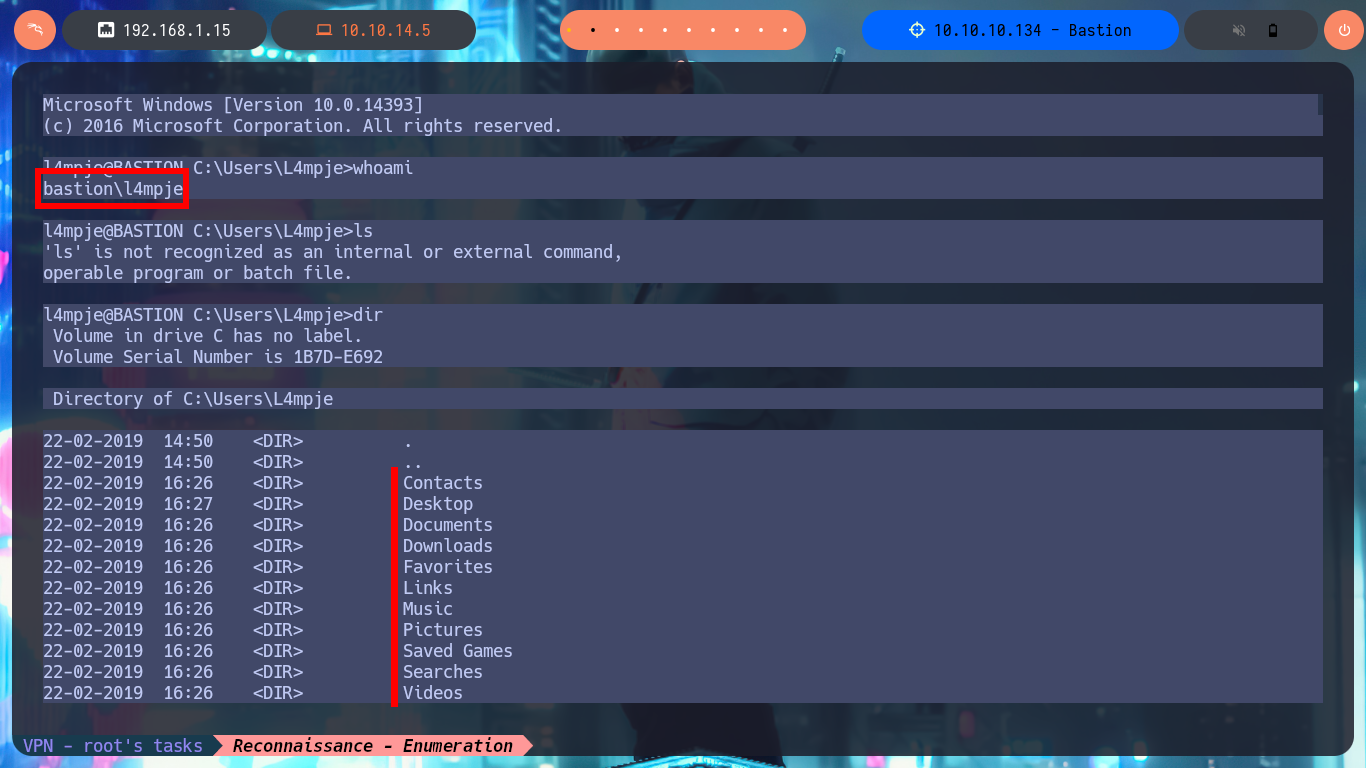 192.168.1.15
10.10.14.5
10.10.10.134 - Bastion
Microsoft Windows [Version 10.0.14393]
(c) 2016 Microsoft Corporation. All rights reserved.
l4mpje@BASTION C:\Users\L4mpje>whoami
bastion\l4mpje
l4mpje@BASTION C:\Users\L4mpje>ls
'ls' is not recognized as an internal or external command,
operable program or batch file.
l4mpje@BASTION C:\Users\L4mpje>dir
Volume in drive C has no label.
Volume Serial Number is 1B7D-E692
Directory of C:\Users\L4mpje
22-02-2019  14:50    <DIR>          .
22-02-2019  14:50    <DIR>          ..
22-02-2019  16:26    <DIR>          Contacts
22-02-2019  16:27    <DIR>          Desktop
22-02-2019  16:26    <DIR>          Documents
22-02-2019  16:26    <DIR>          Downloads
22-02-2019  16:26    <DIR>          Favorites
22-02-2019  16:26    <DIR>          Links
22-02-2019  16:26    <DIR>          Music
22-02-2019  16:26    <DIR>          Pictures
22-02-2019  16:26    <DIR>          Saved Games
22-02-2019  16:26    <DIR>          Searches
22-02-2019  16:26    <DIR>          Videos
VPN - root's tasks
Reconnaissance - Enumeration